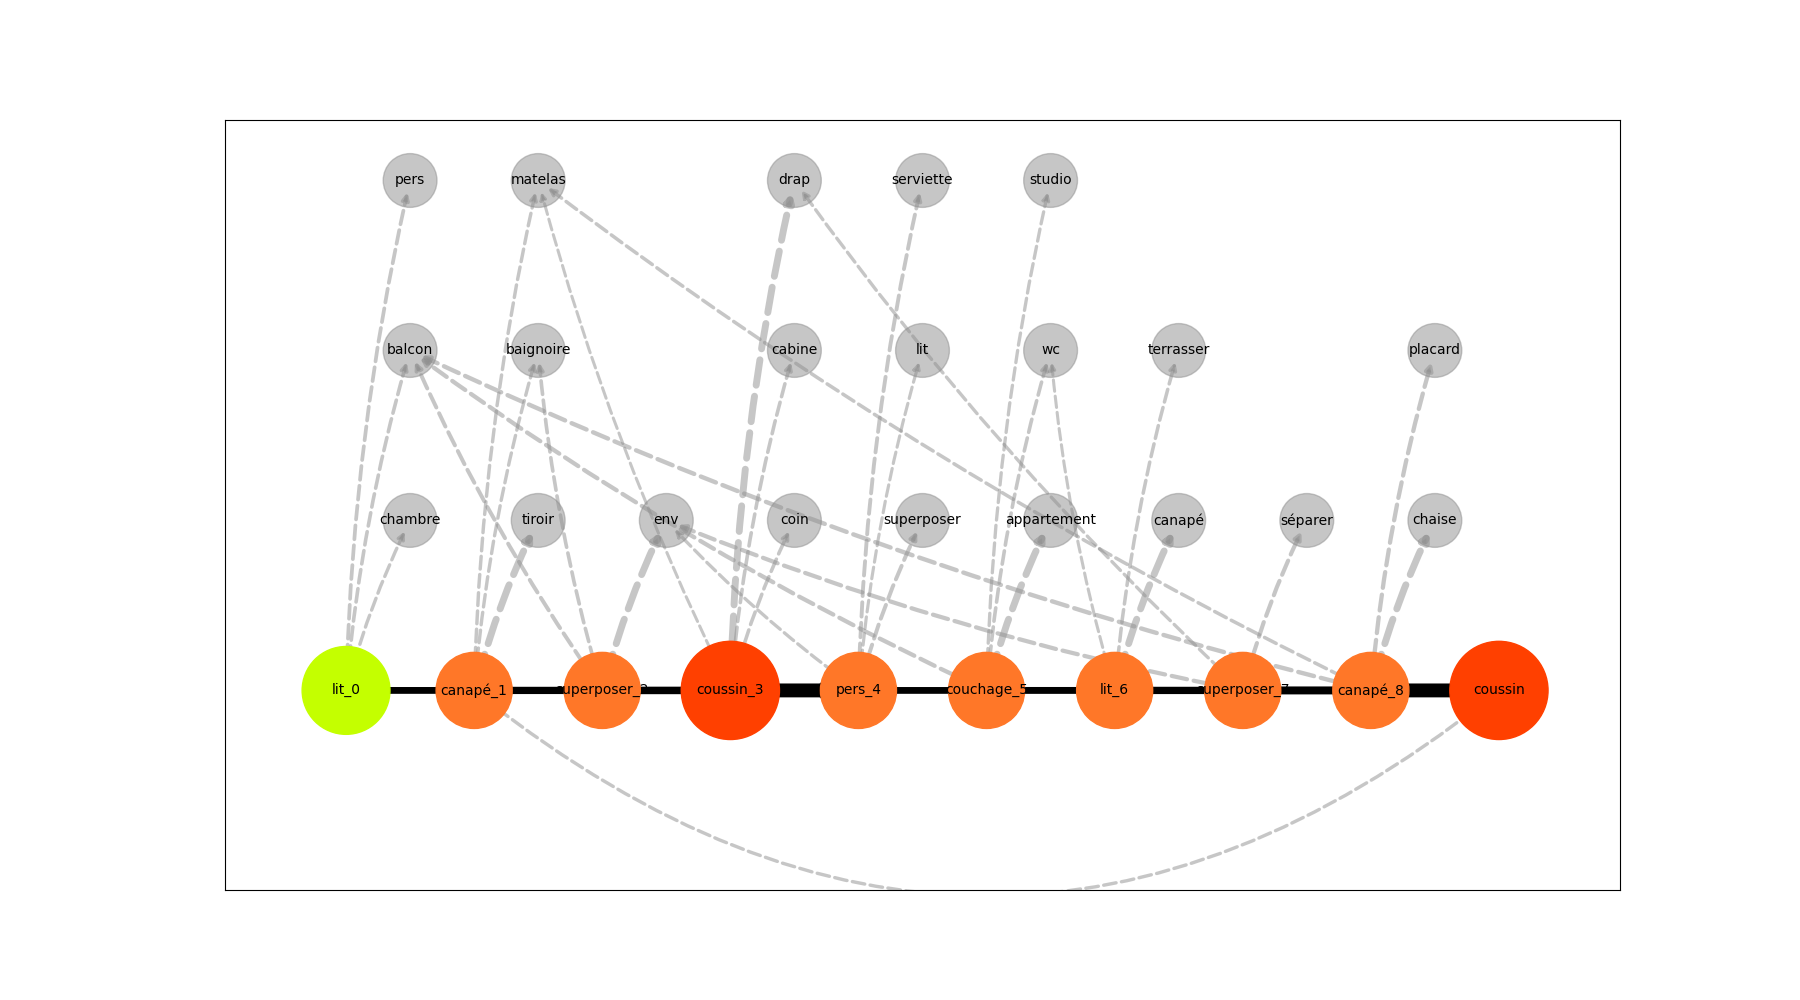 pers matelas drap serviette studio
balcon baignoire cabine lit wc terrasser placard
chambre tiroir env coin superposer appartement canapé séparer chaise
lit_0 canapé_1 superposer_2 coussin_3 pers_4 couchage_5 lit_6 superposer_7 canapé_8 coussin